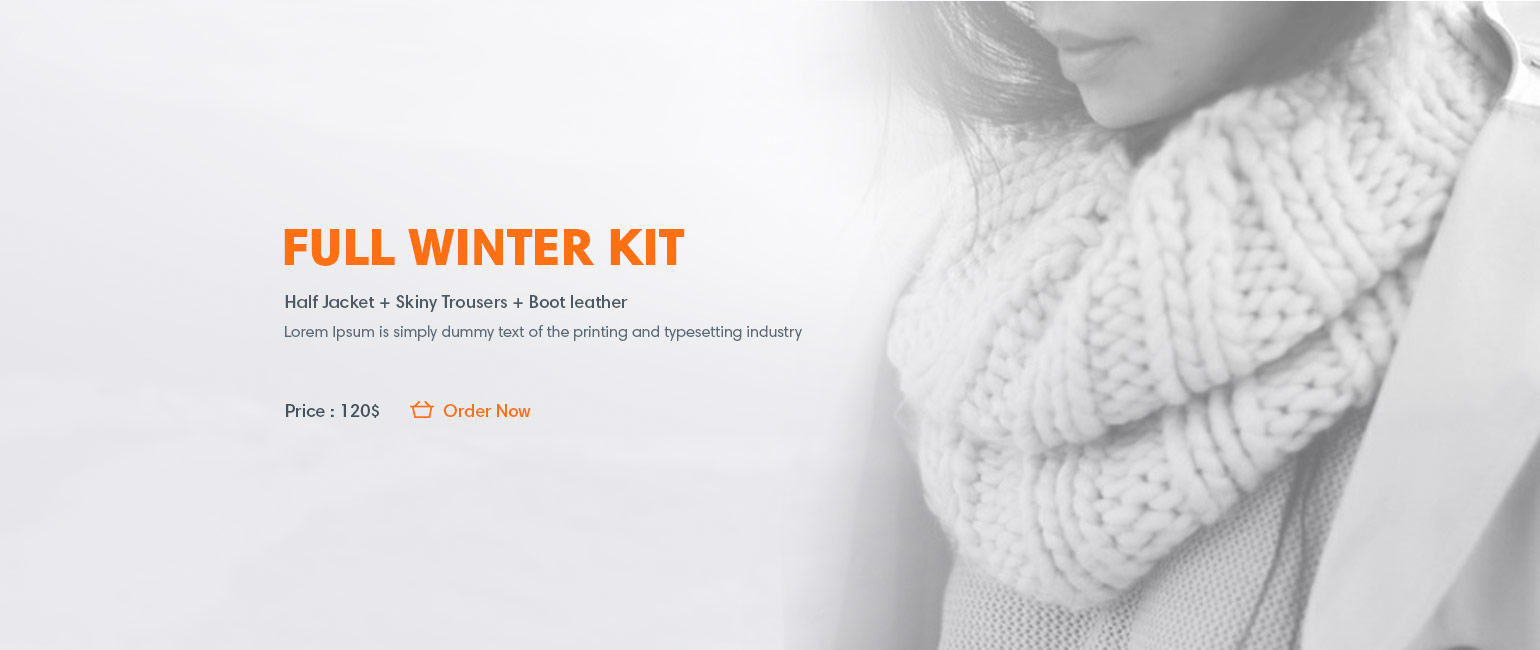 FULL WINTER KIT
Half Jacket + Skiny Trousers + Boot leather
Lorem Ipsum is simply dummy text of the printing and typesetting industry
Price : 120$
Order Now